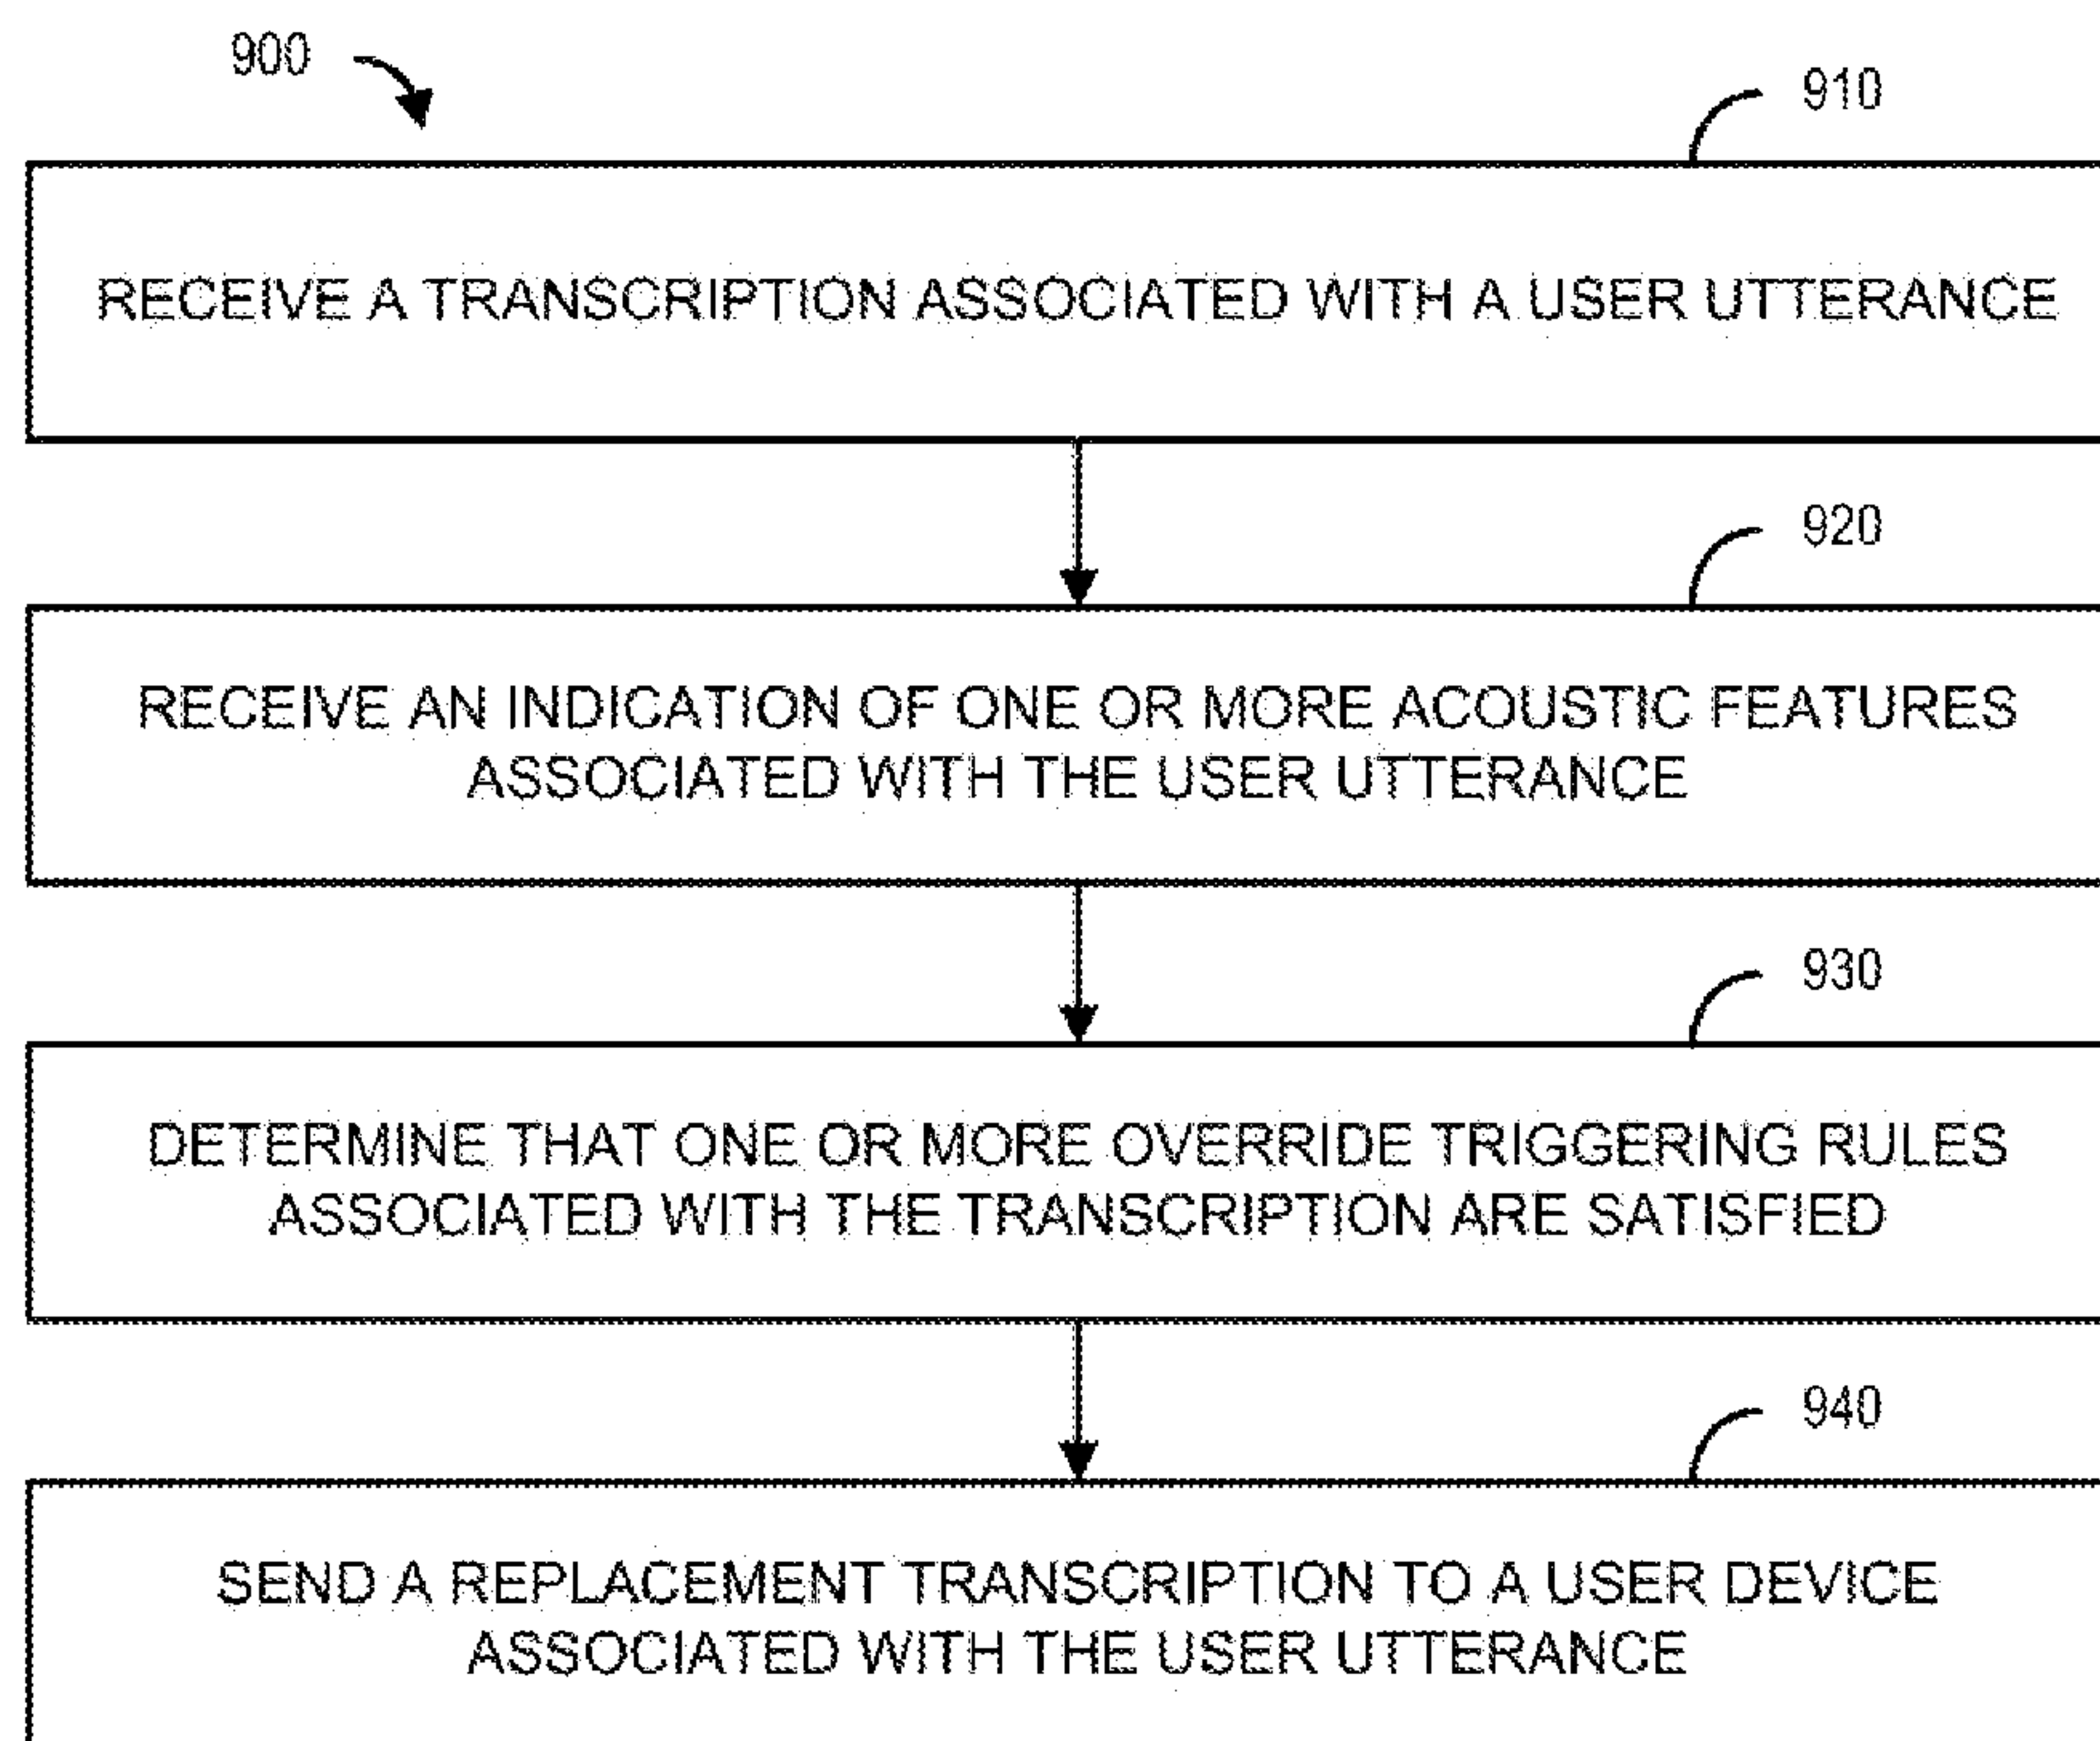 900
910
RECEIVE A TRANSCRIPTION ASSOCIATED WITH A USER UTTERANCE
920
RECEIVE AN INDICATION OF ONE OR MORE ACOUSTIC FEATURES
ASSOCIATED WITH THE USER UTTERANCE
930
DETERMINE THAT ONE OR MORE OVERRIDE TRIGGERING RULES
ASSOCIATED WITH THE TRANSCRIPTION ARE SATISFIED
940
SEND A REPLACEMENT TRANSCRIPTION TO A USER DEVICE
ASSOCIATED WITH THE USER UTTERANCE